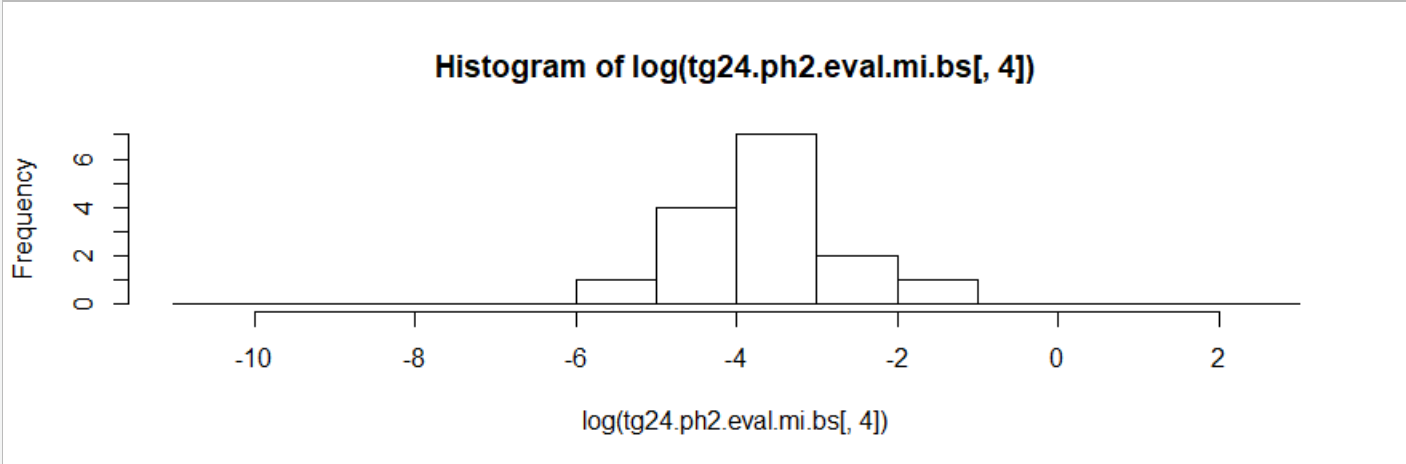 Histogram of log(tg24.ph2.eval.mi.bs[, 4])
Frequency
6
4
2
0
-10 -8 -6 -4 -2 0 2
log(tg24.ph2.eval.mi.bs[, 4])